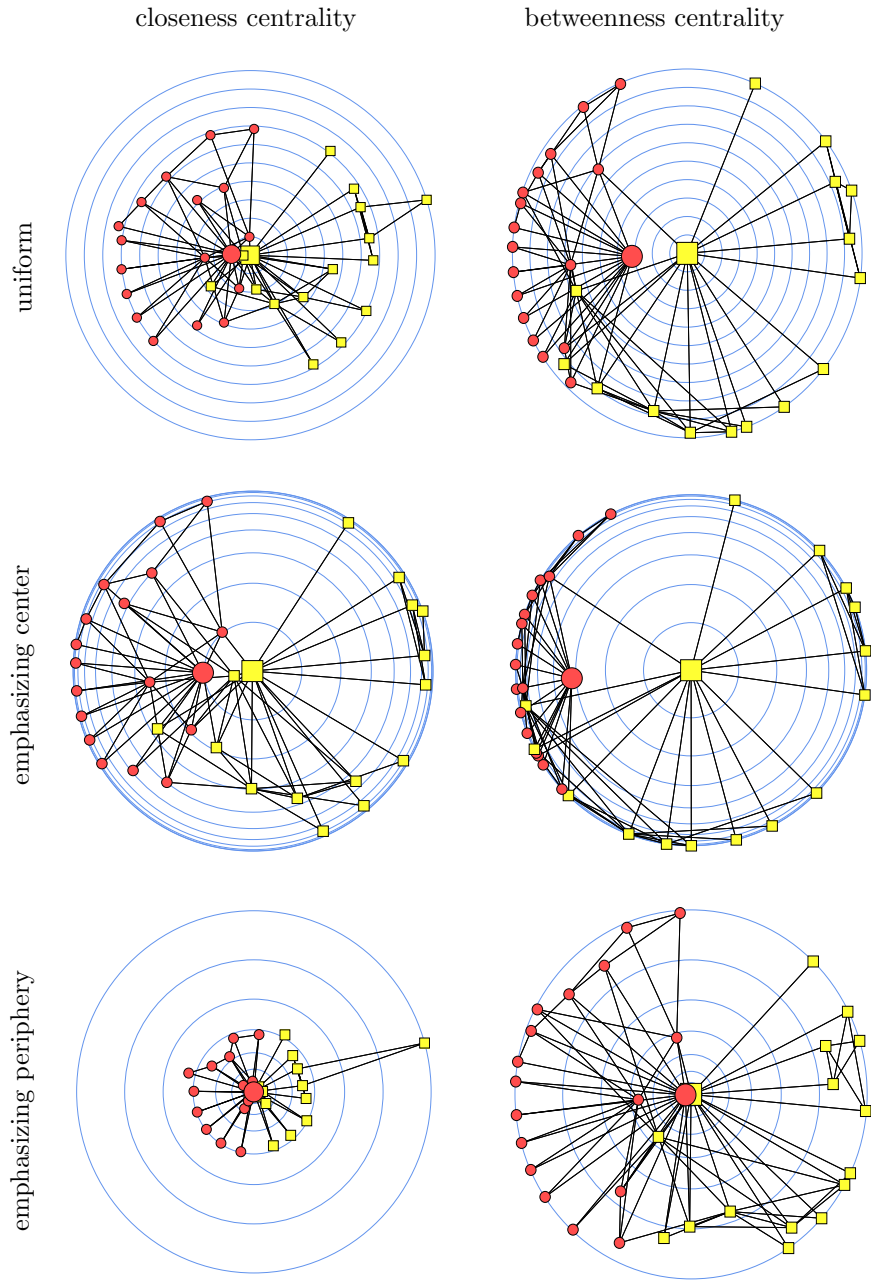 closeness centrality
betweenness centrality
uniform
emphasizing center
emphasizing periphery